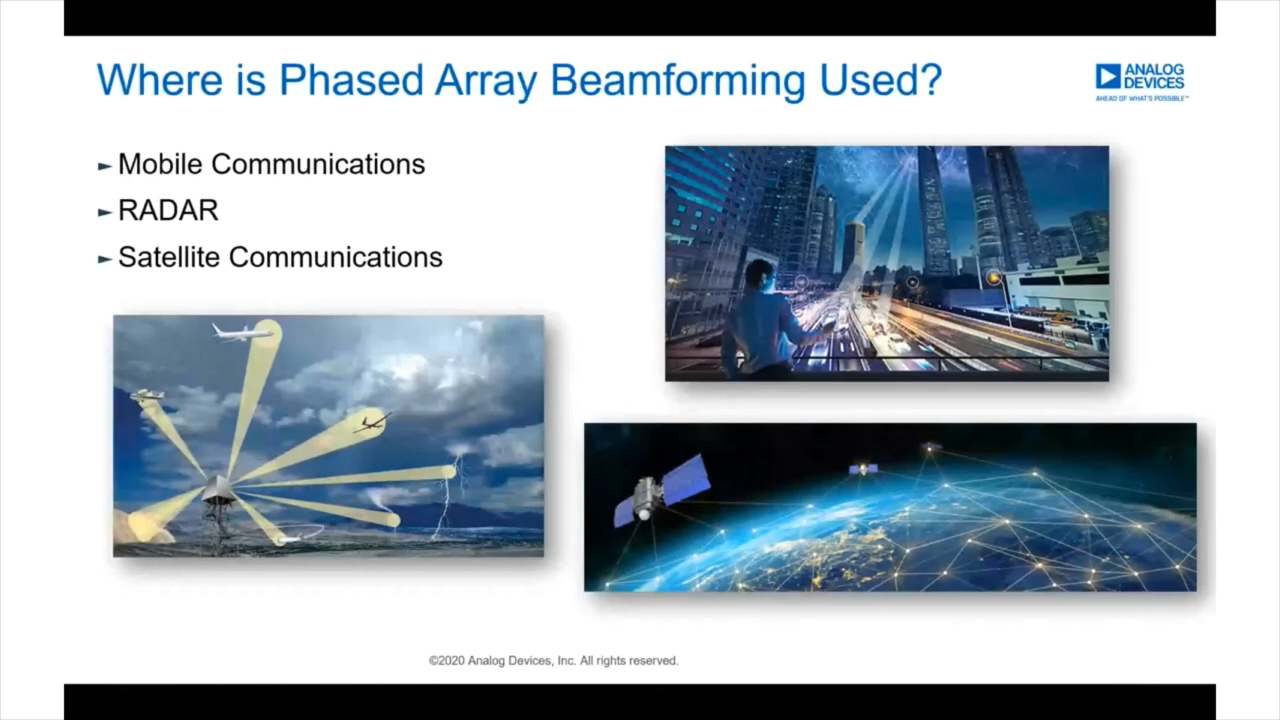 Where is Phased Array Beamforming Used?
ANALOG
DEVICES
AHEAD OF WHAT'S POSSIBLE™
► Mobile Communications
► RADAR
► Satellite Communications
©2020 Analog Devices, Inc. All rights reserved.